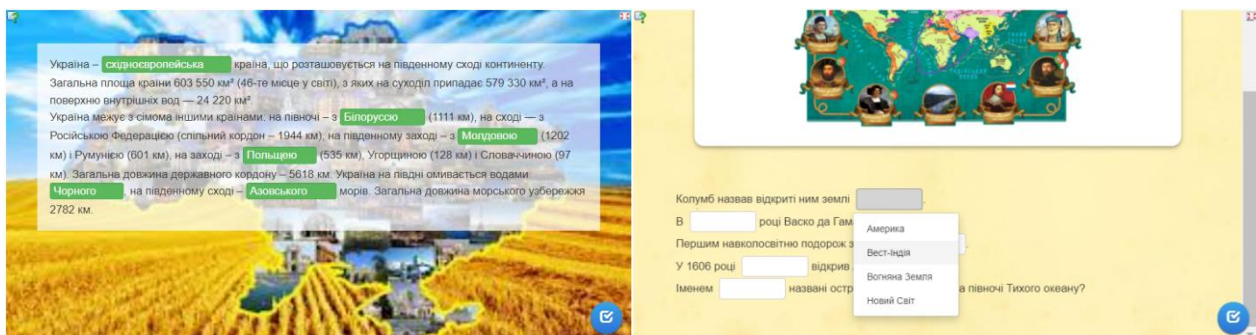 Україна – східноєвропейська країна, що розташовується на південному сході континенту.
Загальна площа країни 603 550 км² (46-те місце у світі), з яких на суходіл припадає 579 330 км², а на
поверхню внутрішніх вод — 24 220 км².
Україна межує з сімома іншими країнами: на півночі – з Білоруссю (1111 км), на сході — з
Російською Федерацією (спільний кордон – 1944 км), на південному заході – з Молдовою (1202
км) і Румунією (601 км), на заході – з Польщею (535 км), Угорщиною (128 км) і Словаччиною (97
км). Загальна довжина державного кордону – 5618 км. Україна на півдні омивається водами
Чорного, на південному сході – Азовського морів. Загальна довжина морського узбережжя
2782 км.
Колумб назвав відкриті ним землі .
В році Васко да Гам
Першим навколосвітню подорож з
У 1606 році відкрив
Іменем названі остр а півночі Тихого океану?
Америка
Вест-Індія
Вогняна Земля
Новий Світ